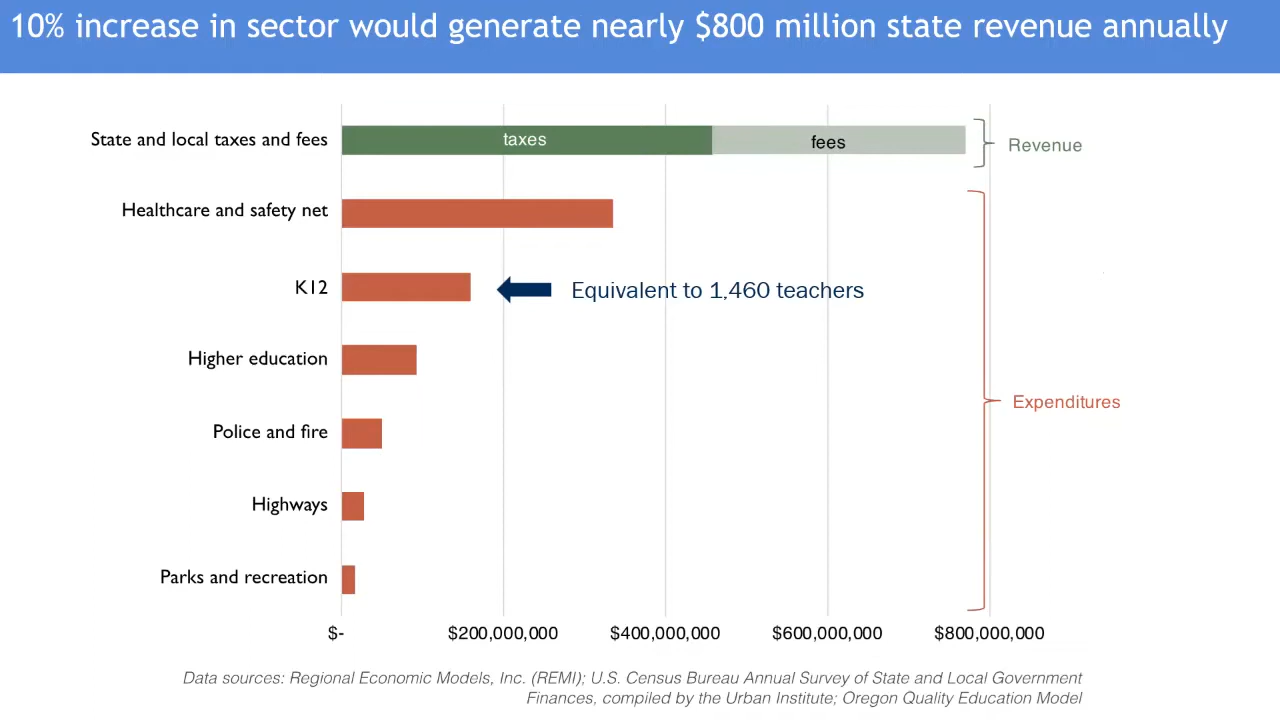 10% increase in sector would generate nearly $800 million state revenue annually
State and local taxes and fees
taxes
fees
Revenue
Healthcare and safety net
K12
Equivalent to 1,460 teachers
Higher education
Expenditures
Police and fire
Highways
Parks and recreation
$-
$200,000,000
$400,000,000
$600,000,000
$800,000,000
Data sources: Regional Economic Models, Inc. (REMI); U.S. Census Bureau Annual Survey of State and Local Government
Finances, compiled by the Urban Institute; Oregon Quality Education Model